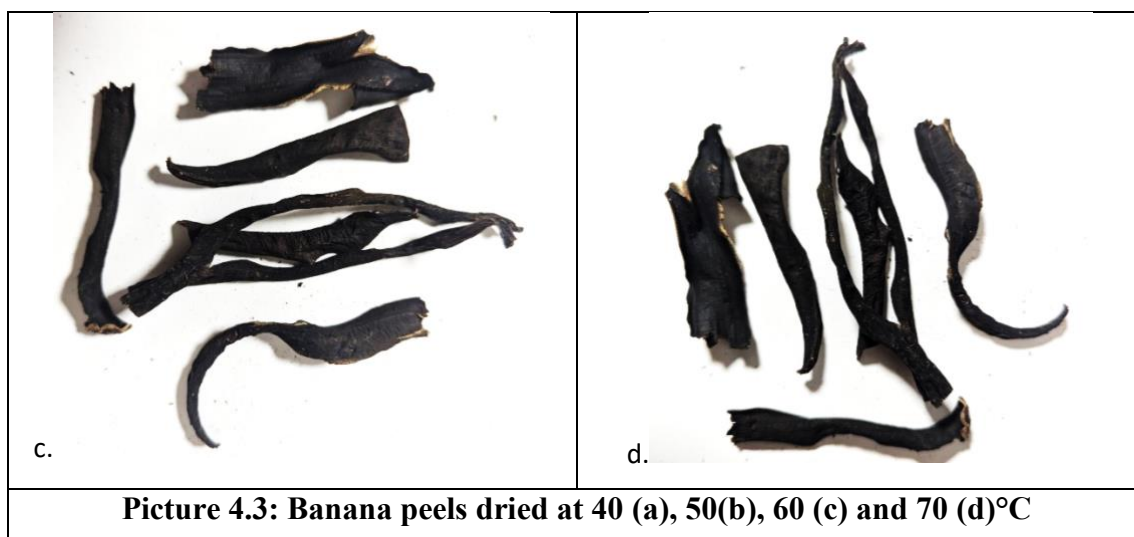 c.
d.
Picture 4.3: Banana peels dried at 40 (a), 50(b), 60 (c) and 70 (d)°C